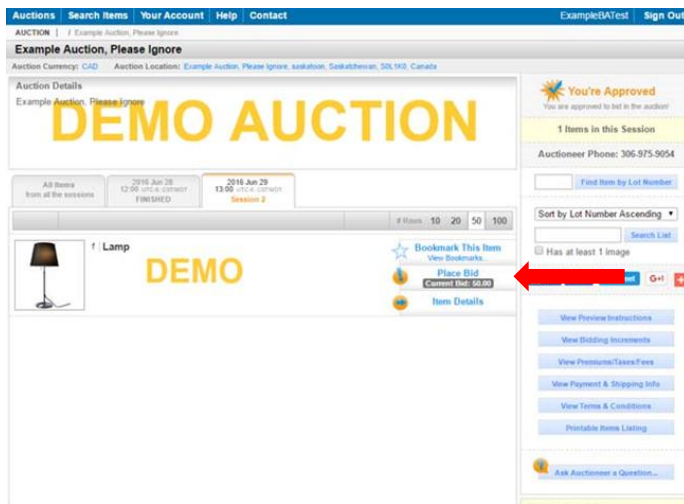 Auctions Search Items Your Account Help Contact ExampleBATest Sign Out
AUCTION | / Example Auction, Please Ignore
Example Auction, Please Ignore
Auction Currency: CAD Auction Location: Example Auction, Please Ignore, saskatoon, Saskatchewan, S0L1K0, Canada
Auction Details
Example Auction, Please Ignore
DEMO AUCTION
You're Approved
You are approved to bid in the auction!
1 Items in this Session
Auctioneer Phone: 306-975-9054
Find Item by Lot Number
All Items
from all the sessions
2016 Jun 28
12:00
FINISHED
2016 Jun 29
13:00
Session 2
# Rows 10 20 50 100
Sort by Lot Number Ascending
Search List
Has at least 1 image
Lamp
DEMO
Bookmark This Item
View Bookmarks...
Place Bid
Current Bid: 50.00
Item Details
G+1
View Preview Instructions
View Bidding Increments
View Premiums/Taxes/Fees
View Payment & Shipping Info
View Terms & Conditions
Printable Items Listing
Ask Auctioneer a Question...